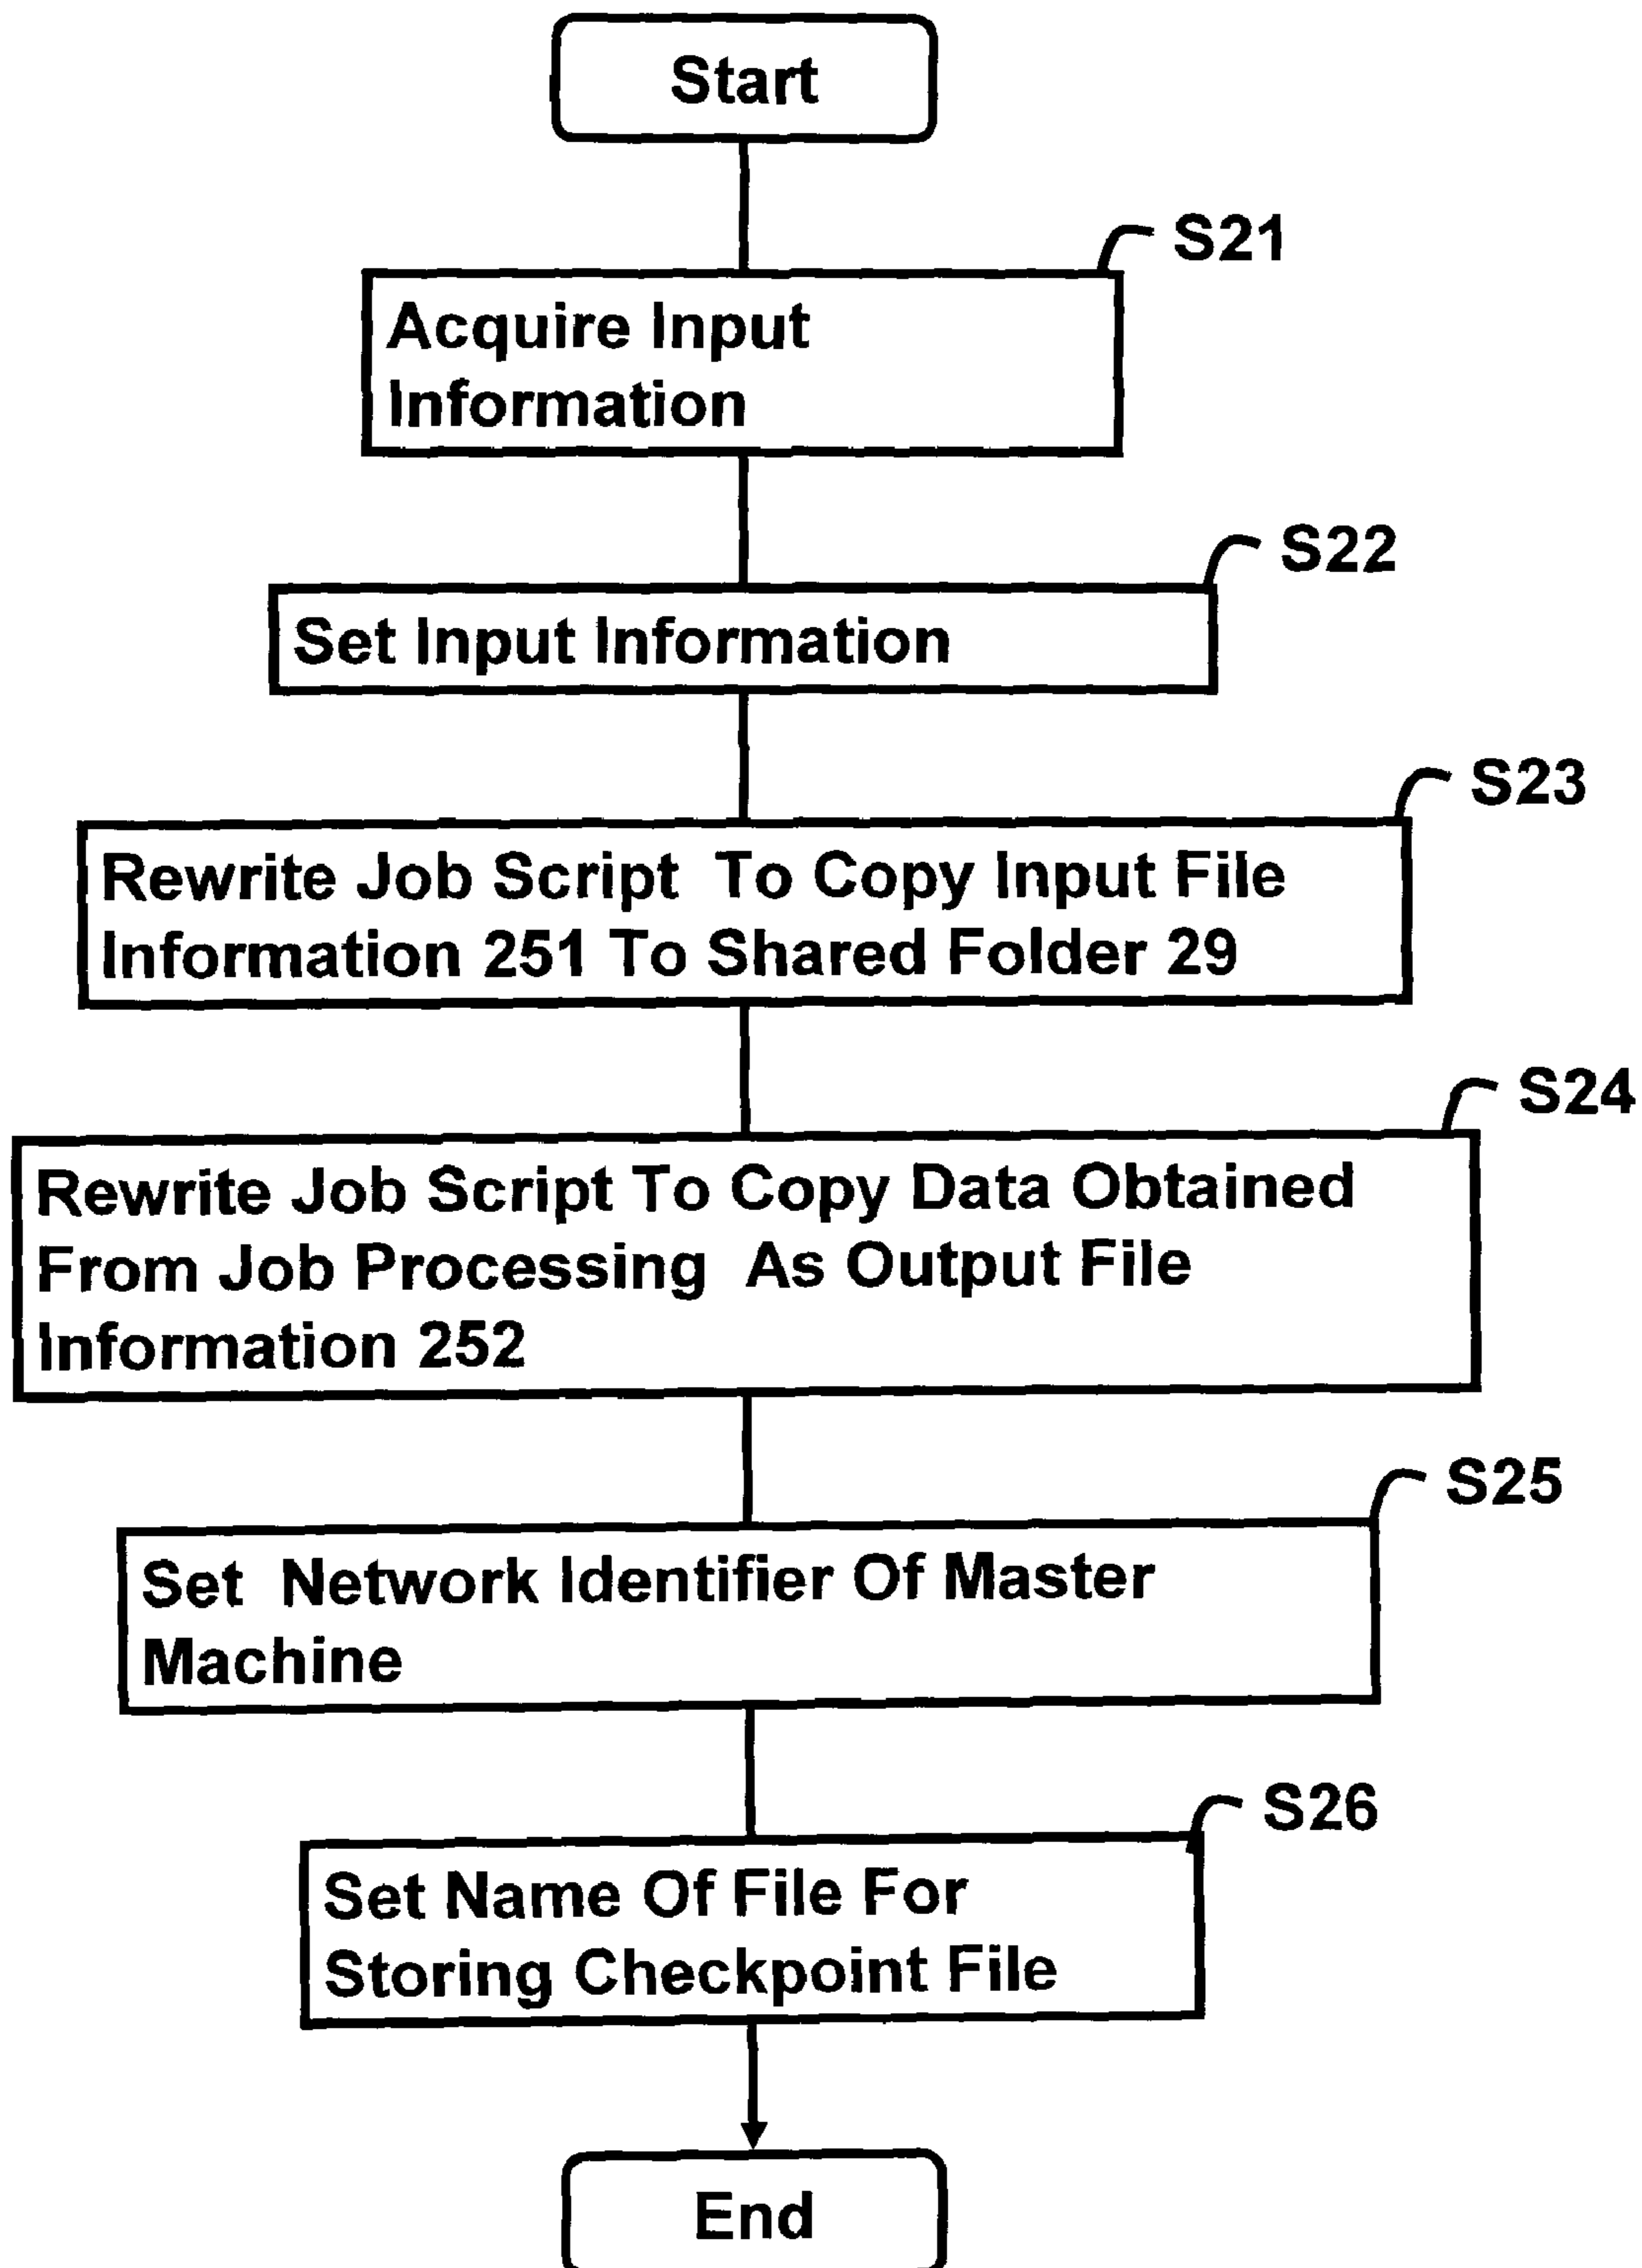 Start
S21
Acquire Input
Information
S22
Set Input Information
S23
Rewrite Job Script To Copy Input File
Information 251 To Shared Folder 29
S24
Rewrite Job Script To Copy Data Obtained
From Job Processing As Output File
Information 252
S25
Set Network Identifier Of Master
Machine
S26
Set Name Of File For
Storing Checkpoint File
End